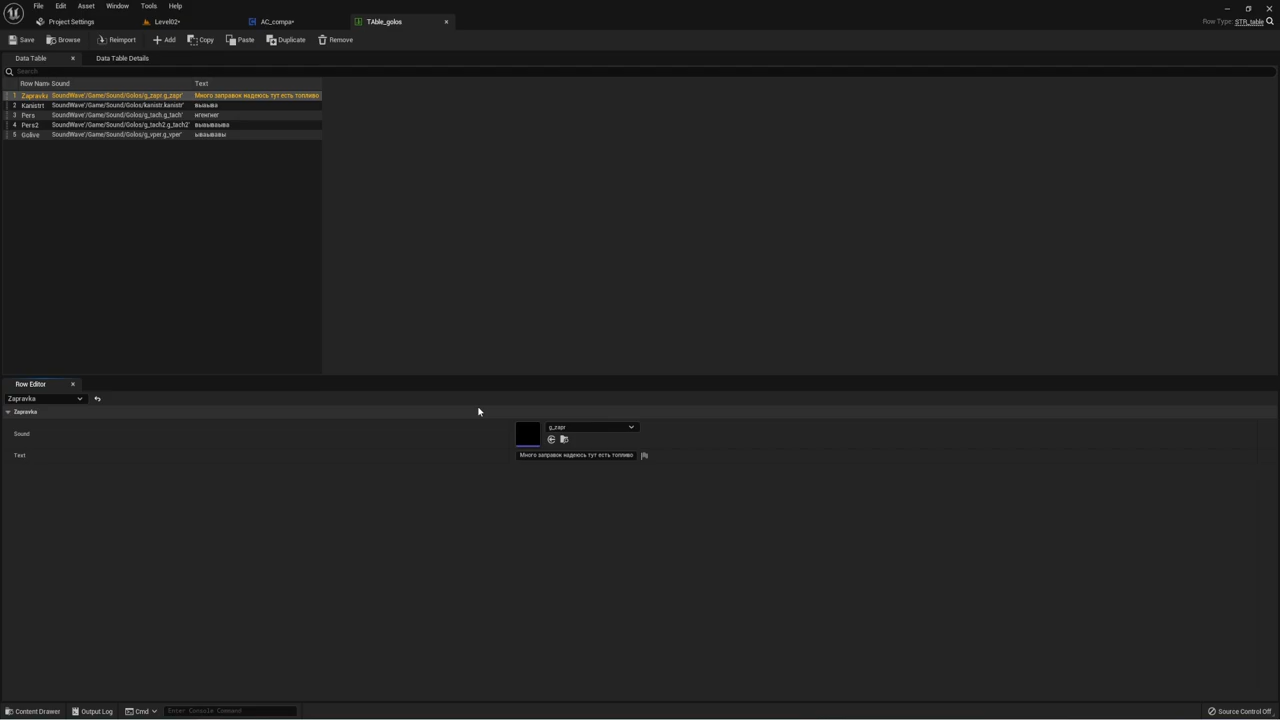 File Edit Asset Window Tools Help
Project Settings Level02* AC_compa* TAble_golos
Row Type: STR_table
Save Browse Reimport Add Copy Paste Duplicate Remove
Data Table Data Table Details
Search
Row Nam Sound Text
1 Zapravka SoundWave'/Game/Sound/Golos/g_zapr.g_zapr' Много заправок надеюсь тут есть топливо
2 Kanistrt SoundWave'/Game/Sound/Golos/kanistr.kanistr' выаыва
3 Pers SoundWave'/Game/Sound/Golos/g_tach.g_tach' нгенгнег
4 Pers2 SoundWave'/Game/Sound/Golos/g_tach2.g_tach2' выаываыва
5 Golive SoundWave'/Game/Sound/Golos/g_vper.g_vper' ываывавы
Row Editor
Zapravka
Zapravka
Sound g_zapr
Text Много заправок надеюсь тут есть топливо
Content Drawer Output Log Cmd Enter Console Command Source Control Off